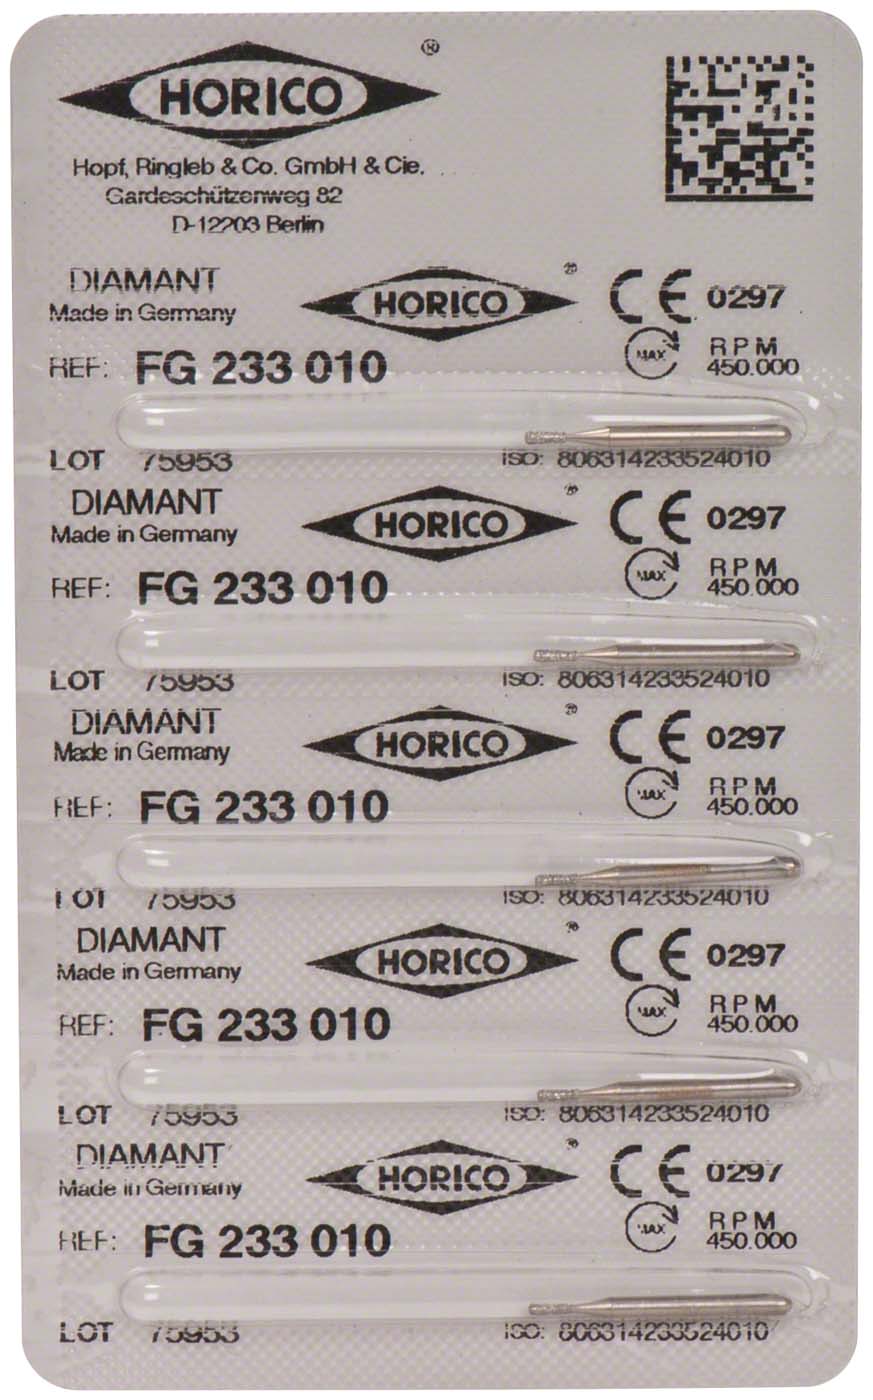 HORICO ®
Hopf, Ringleb & Co. GmbH & Cie.
Gardeschützenweg 82
D-12203 Berlin
DIAMANT HORICO ® CE 0297
Made in Germany
MAX RPM
REF: FG 233 010 450.000
LOT 75953 ISO: 806314233524010
DIAMANT HORICO ® CE 0297
Made in Germany
MAX RPM
REF: FG 233 010 450.000
LOT 75953 ISO: 806314233524010
DIAMANT HORICO ® CE 0297
Made in Germany
MAX RPM
REF: FG 233 010 450.000
LOT 75953 ISO: 806314233524010
DIAMANT HORICO ® CE 0297
Made in Germany
MAX RPM
REF: FG 233 010 450.000
LOT 75953 ISO: 806314233524010
DIAMANT HORICO ® CE 0297
Made in Germany
MAX RPM
REF: FG 233 010 450.000
LOT 75953 ISO: 806314233524010